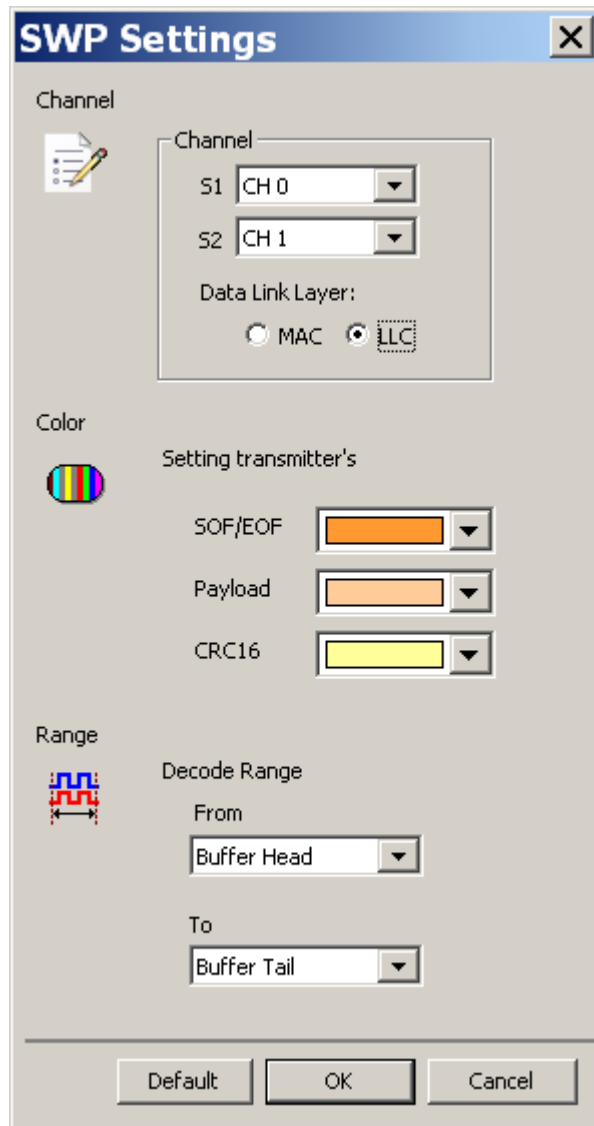 SWP Settings
Channel
Channel
S1 CH 0
S2 CH 1
Data Link Layer:
MAC LLC
Color
Setting transmitter's
SOF/EOF
Payload
CRC16
Range
Decode Range
From
Buffer Head
To
Buffer Tail
Default OK Cancel